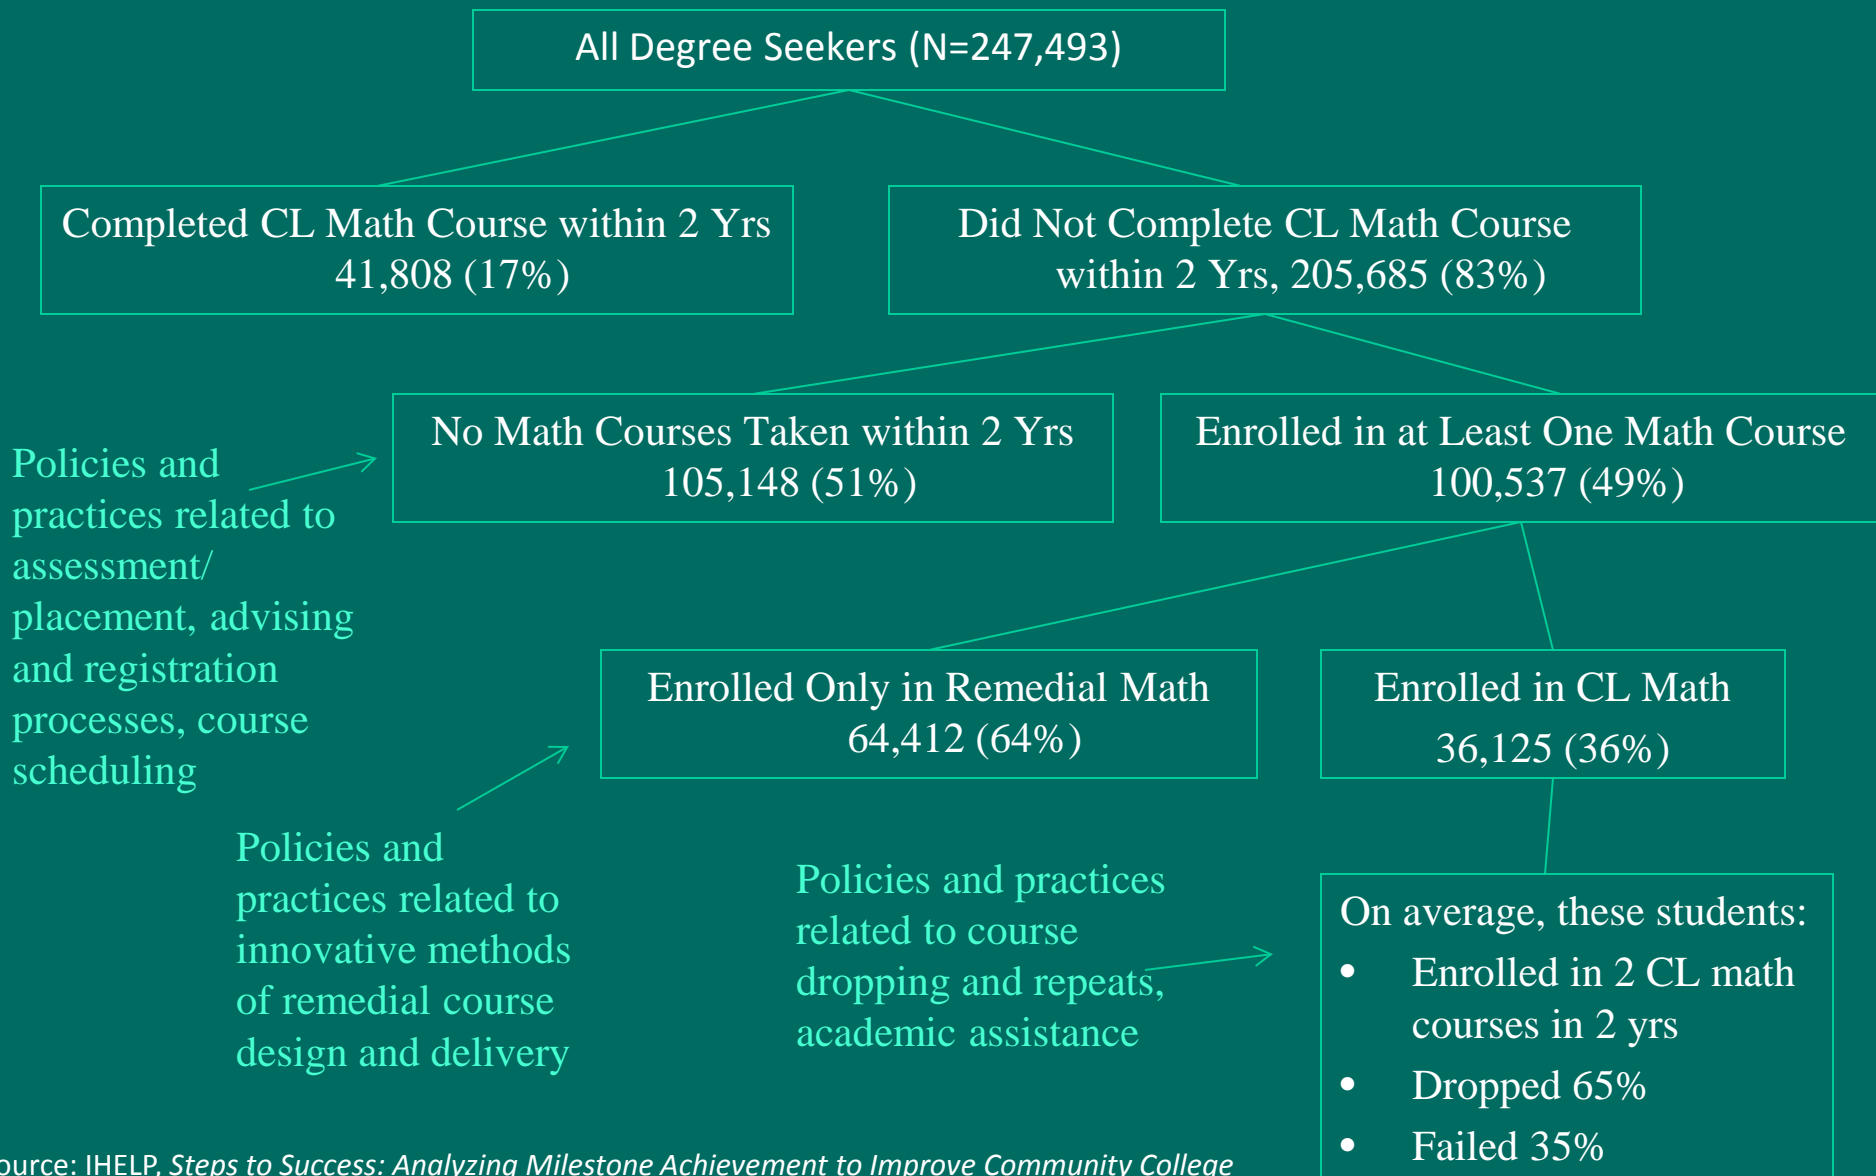 All Degree Seekers (N=247,493)
Completed CL Math Course within 2 Yrs
41,808 (17%)
Did Not Complete CL Math Course
within 2 Yrs, 205,685 (83%)
No Math Courses Taken within 2 Yrs
105,148 (51%)
Enrolled in at Least One Math Course
100,537 (49%)
Policies and
practices related to
assessment/
placement, advising
and registration
processes, course
scheduling
Enrolled Only in Remedial Math
64,412 (64%)
Enrolled in CL Math
36,125 (36%)
Policies and
practices related to
innovative methods
of remedial course
design and delivery
Policies and practices
related to course
dropping and repeats,
academic assistance
On average, these students:
• Enrolled in 2 CL math
courses in 2 yrs
• Dropped 65%
• Failed 35%
ource: IHELP, Steps to Success: Analyzing Milestone Achievement to Improve Community College